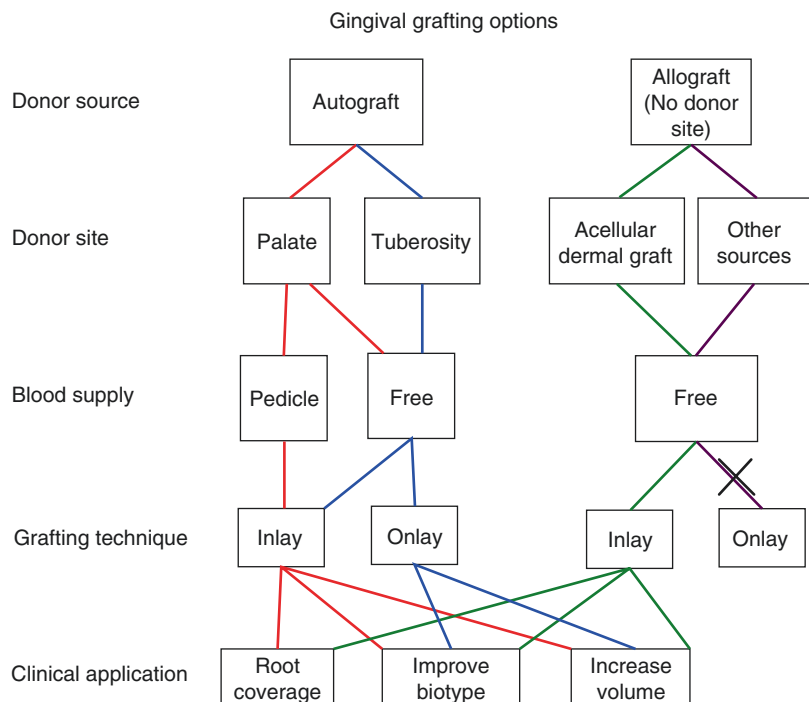 Gingival grafting options
Donor source
Autograft
Allograft
(No donor
site)
Donor site
Palate
Tuberosity
Acellular
dermal graft
Other
sources
Blood supply
Pedicle
Free
Free
Grafting technique
Inlay
Onlay
Inlay
Onlay
Clinical application
Root
coverage
Improve
biotype
Increase
volume